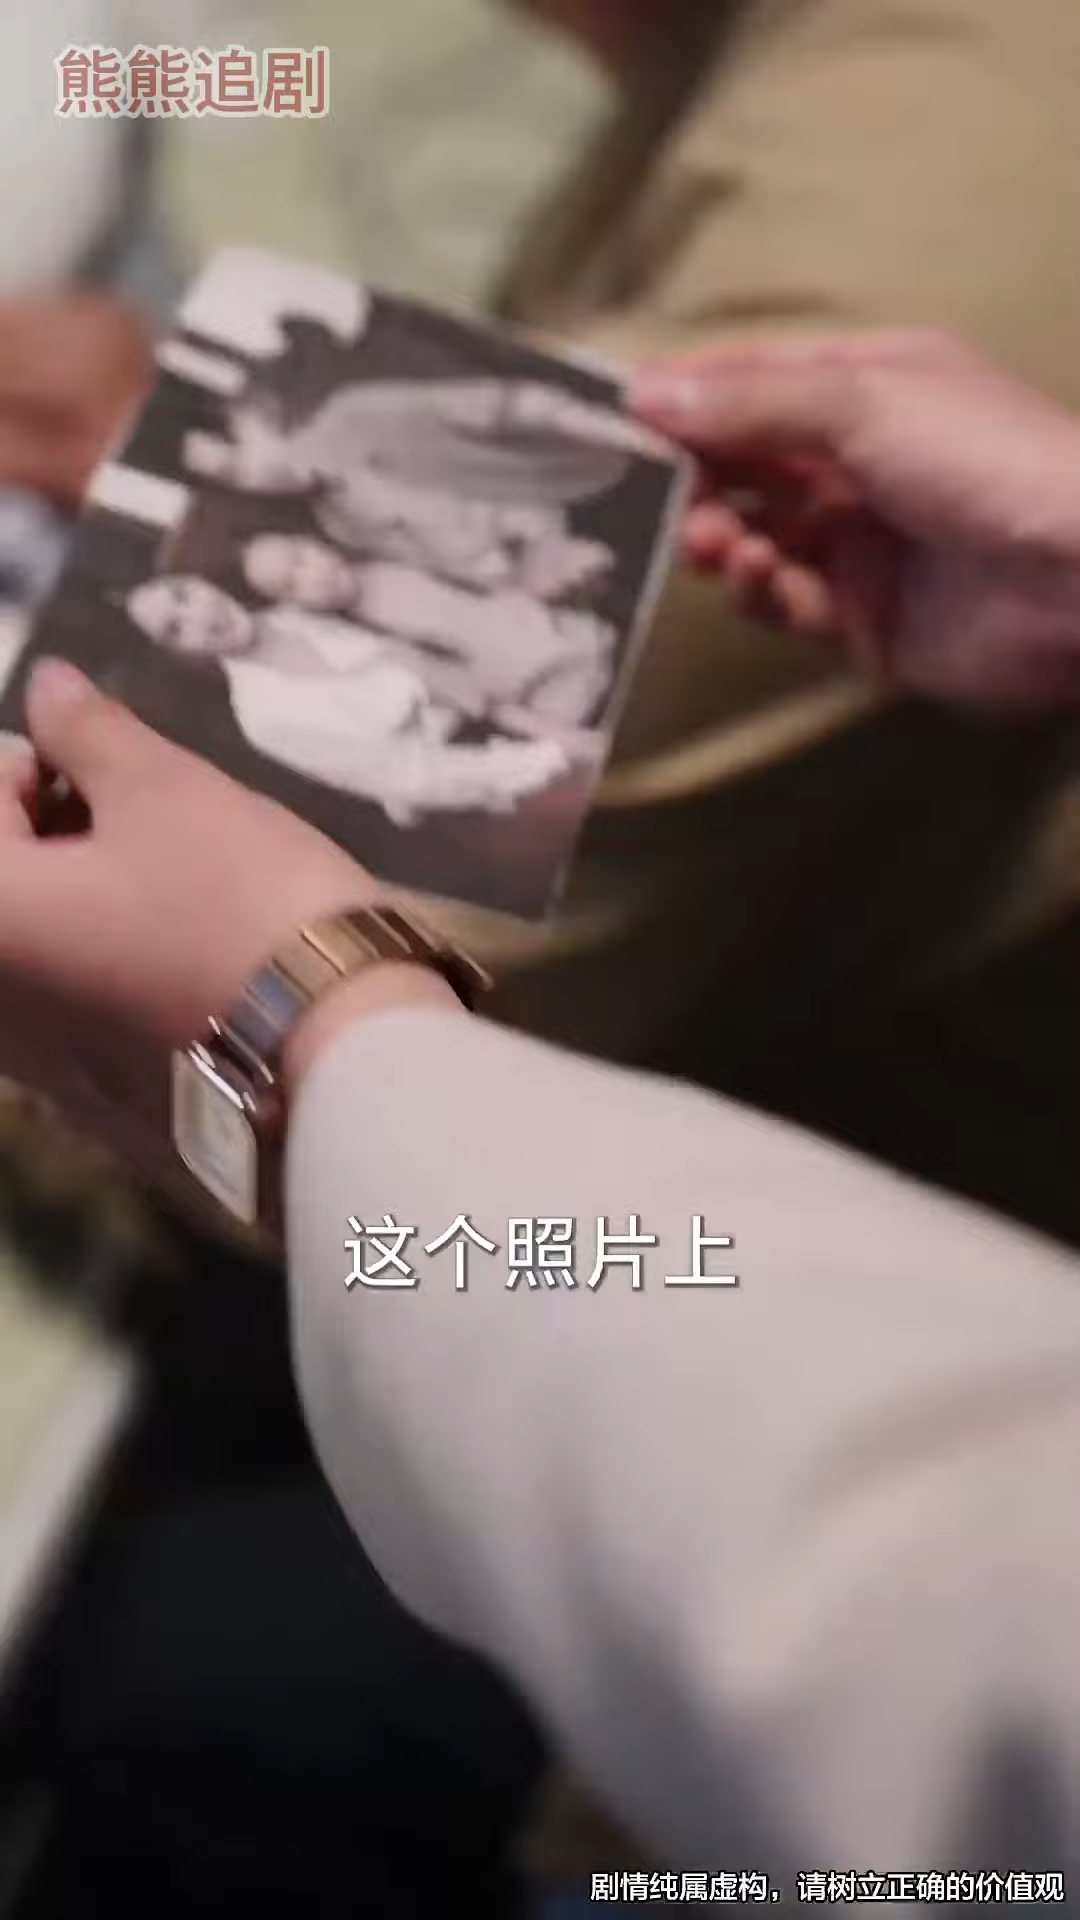 熊熊追剧
这个照片上
剧情纯属虚构，请树立正确的价值观